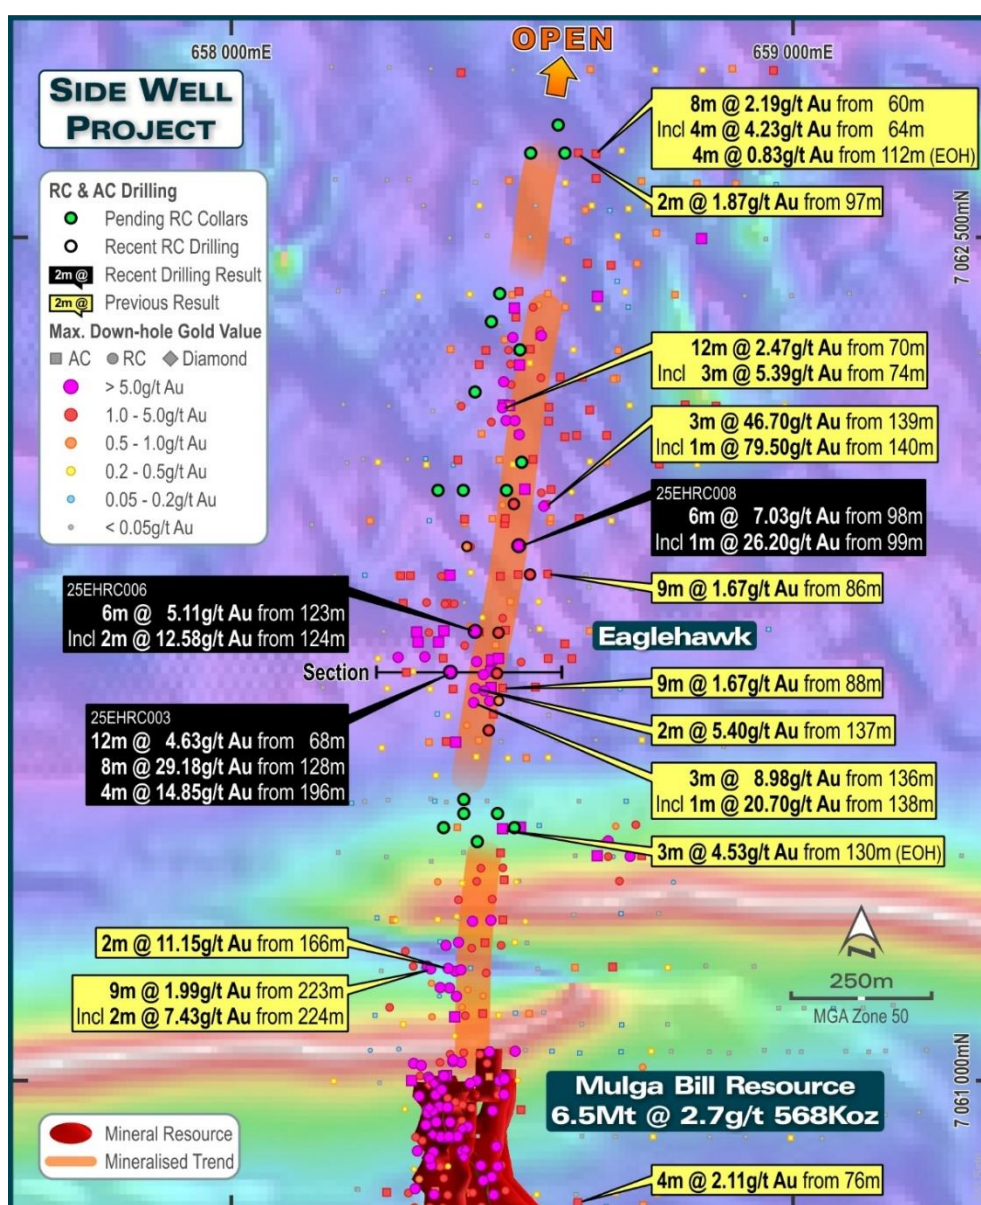 658 000mE
659 000mE
OPEN
SIDE WELL
PROJECT
RC & AC Drilling
Pending RC Collars
Recent RC Drilling
2m @ Recent Drilling Result
2m @ Previous Result
Max. Down-hole Gold Value
AC RC Diamond
> 5.0g/t Au
1.0 - 5.0g/t Au
0.5 - 1.0g/t Au
0.2 - 0.5g/t Au
0.05 - 0.2g/t Au
< 0.05g/t Au
8m @ 2.19g/t Au from 60m
Incl 4m @ 4.23g/t Au from 64m
4m @ 0.83g/t Au from 112m (EOH)
2m @ 1.87g/t Au from 97m
7 062 500mN
12m @ 2.47g/t Au from 70m
Incl 3m @ 5.39g/t Au from 74m
3m @ 46.70g/t Au from 139m
Incl 1m @ 79.50g/t Au from 140m
25EHRC008
6m @ 7.03g/t Au from 98m
Incl 1m @ 26.20g/t Au from 99m
9m @ 1.67g/t Au from 86m
25EHRC006
6m @ 5.11g/t Au from 123m
Incl 2m @ 12.58g/t Au from 124m
Eaglehawk
Section
9m @ 1.67g/t Au from 88m
25EHRC003
12m @ 4.63g/t Au from 68m
8m @ 29.18g/t Au from 128m
4m @ 14.85g/t Au from 196m
2m @ 5.40g/t Au from 137m
3m @ 8.98g/t Au from 136m
Incl 1m @ 20.70g/t Au from 138m
3m @ 4.53g/t Au from 130m (EOH)
2m @ 11.15g/t Au from 166m
9m @ 1.99g/t Au from 223m
Incl 2m @ 7.43g/t Au from 224m
N
250m
MGA Zone 50
7 061 000mN
Mulga Bill Resource
6.5Mt @ 2.7g/t 568Koz
Mineral Resource
Mineralised Trend
4m @ 2.11g/t Au from 76m